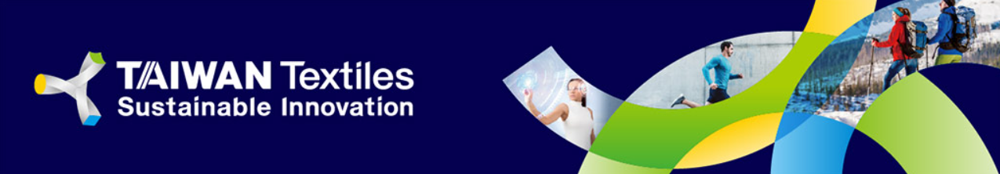 TAIWAN Textiles
Sustainable Innovation